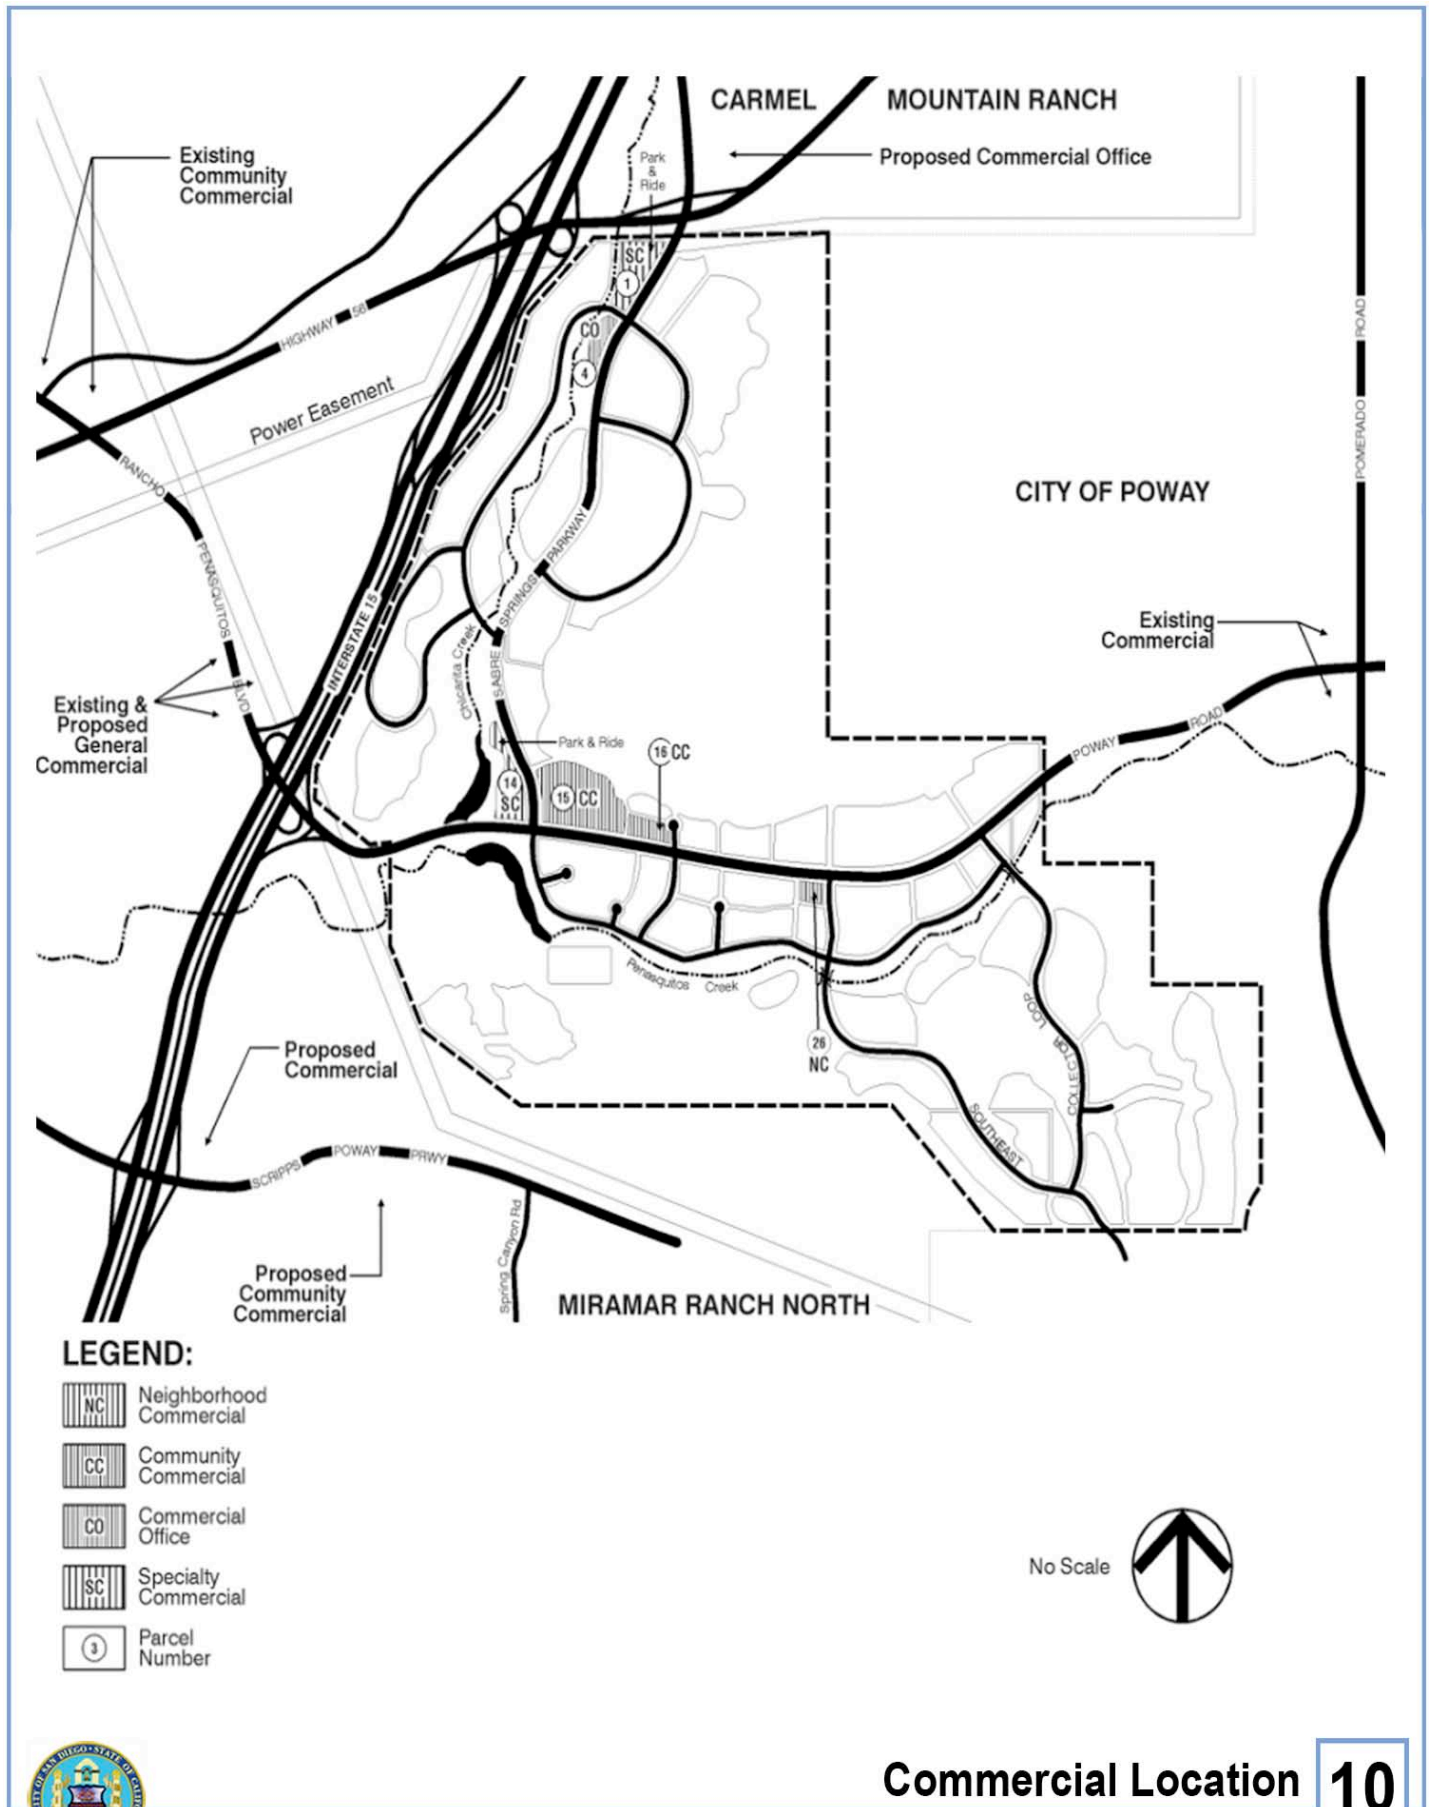 CARMEL MOUNTAIN RANCH
Existing
Community
Commercial
Park
&
Ride
Proposed Commercial Office
SC
1
CO
4
HIGHWAY 56
Power Easement
POMERADO ROAD
RANCHO PENASQUITOS BLVD
CITY OF POWAY
SABRE SPRINGS PARKWAY
INTERSTATE 15
Chicarita Creek
Existing
Commercial
Existing &
Proposed
General
Commercial
POWAY ROAD
Park & Ride
16 CC
14
SC
15 CC
Penasquitos Creek
26
NC
LOOP COLLECTOR
SOUTHEAST
Proposed
Commercial
SCRIPPS POWAY PRWY
Spring Canyon Rd
Proposed
Community
Commercial
MIRAMAR RANCH NORTH
LEGEND:
NC Neighborhood
Commercial
CC Community
Commercial
CO Commercial
Office
SC Specialty
Commercial
3 Parcel
Number
No Scale
Commercial Location 10